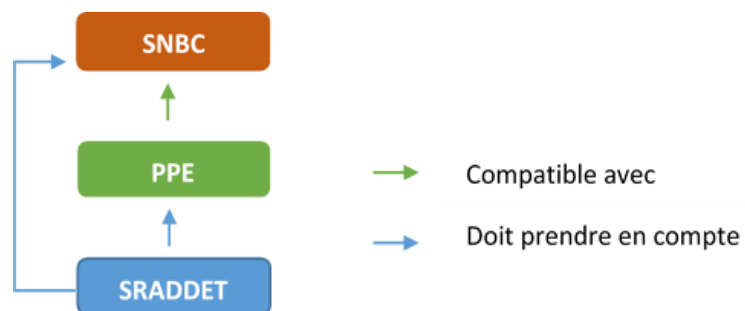 SNBC
PPE
Compatible avec
Doit prendre en compte
SRADDET